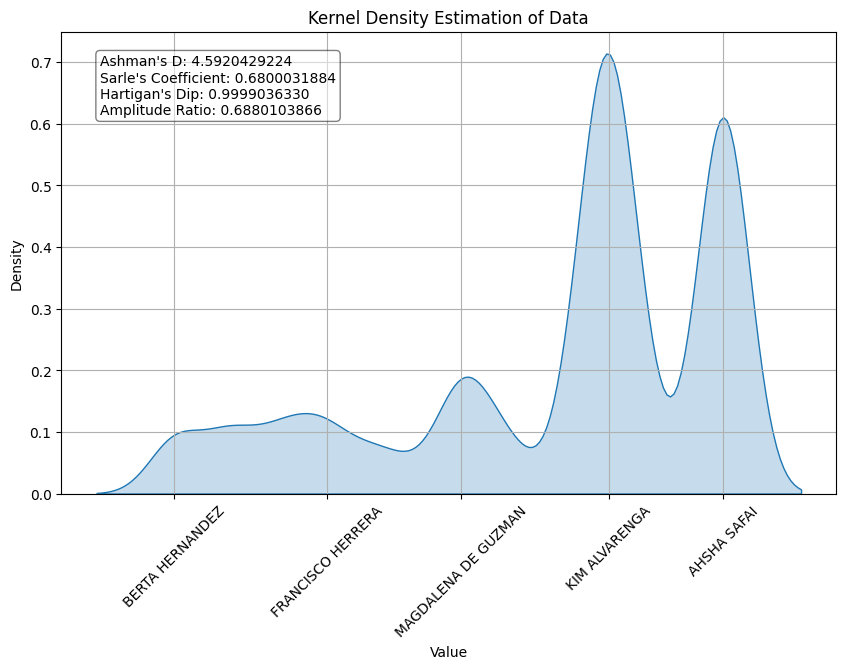 Kernel Density Estimation of Data
Ashman's D: 4.5920429224
Sarle's Coefficient: 0.6800031884
Hartigan's Dip: 0.9999036330
Amplitude Ratio: 0.6880103866
Density
0.7
0.6
0.5
0.4
0.3
0.2
0.1
0.0
BERTA HERNANDEZ
FRANCISCO HERRERA
MAGDALENA DE GUZMAN
KIM ALVARENGA
AHSHA SAFAI
Value